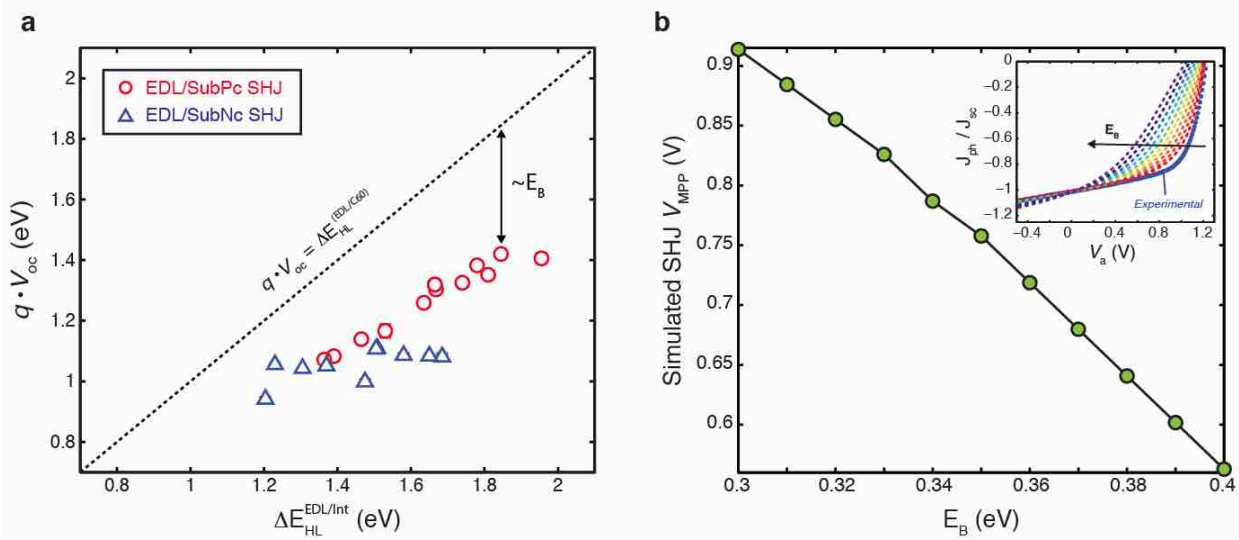 a
q·Voc (eV)
2
1.8
1.6
1.4
1.2
1
0.8
EDL/SubPc SHJ
EDL/SubNc SHJ
q·Voc = ΔE_HL^(EDL/C60)
~E_B
0.8 1 1.2 1.4 1.6 1.8 2
ΔE_HL^EDL/Int (eV)
b
Simulated SHJ V_MPP (V)
0.9
0.85
0.8
0.75
0.7
0.65
0.6
J_ph / J_sc
0
−0.2
−0.4
−0.6
−0.8
−1
−1.2
E_B
Experimental
−0.4 0 0.4 0.8 1.2
V_a (V)
0.3 0.32 0.34 0.36 0.38 0.4
E_B (eV)